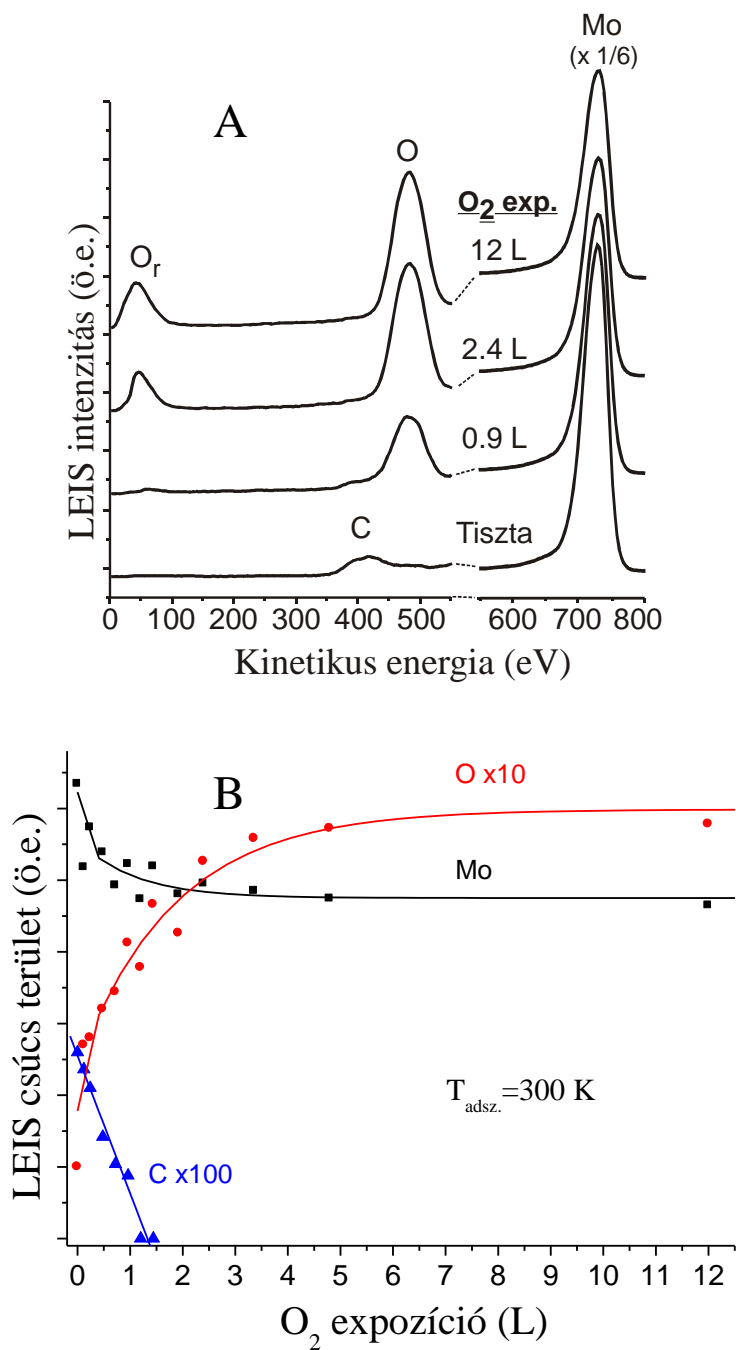 Mo
(x 1/6)
A
O
O₂ exp.
Oᵣ
12 L
2.4 L
0.9 L
C
Tiszta
LEIS intenzitás (ö.e.)
0 100 200 300 400 500 600 700 800
Kinetikus energia (eV)
B
O x10
Mo
LEIS csúcs terület (ö.e.)
T adsz.=300 K
C x100
0 1 2 3 4 5 6 7 8 9 10 11 12
O₂ expozíció (L)